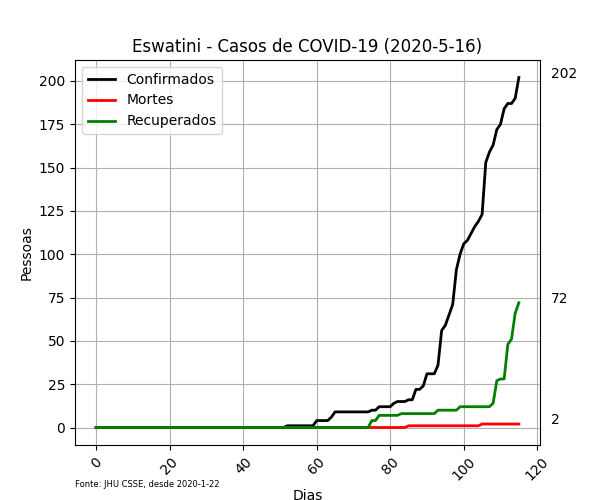 Eswatini - Casos de COVID-19 (2020-5-16)
Confirmados
Mortes
Recuperados
Pessoas
200
175
150
125
100
75
50
25
0
202
72
2
0 20 40 60 80 100 120
Fonte: JHU CSSE, desde 2020-1-22
Dias